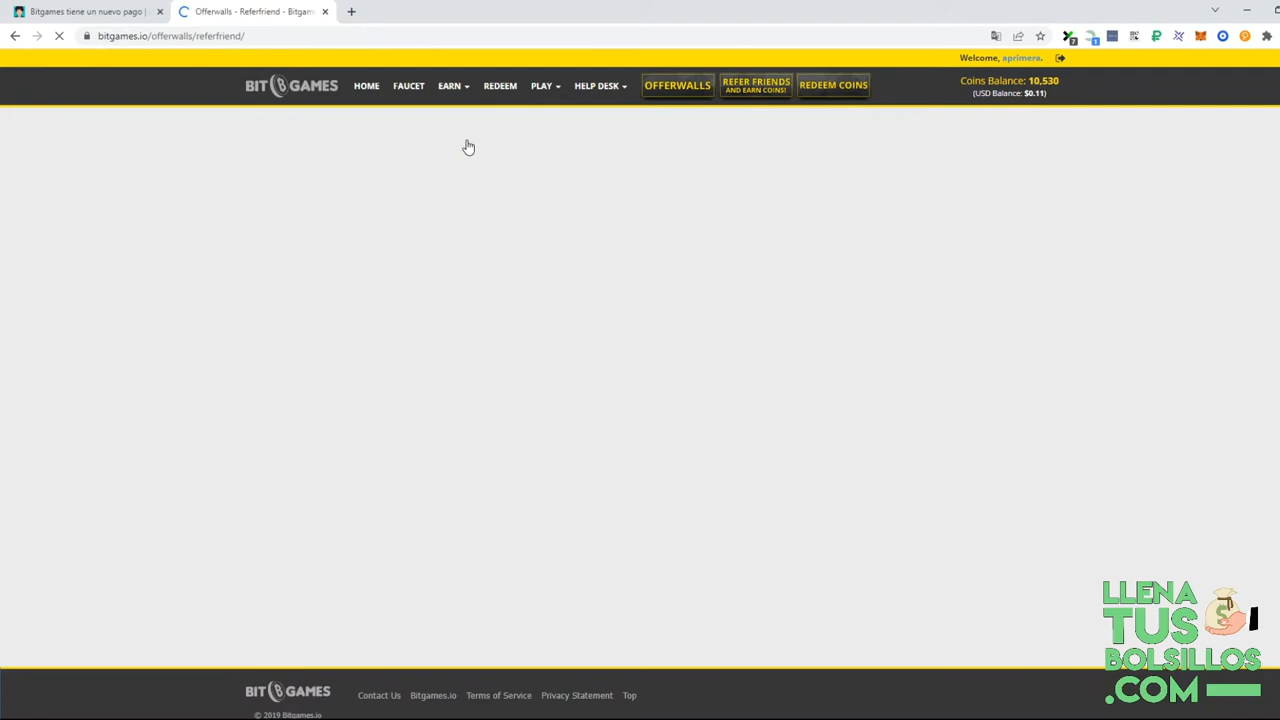 Bitgames tiene un nuevo pago |
Offerwalls - Referfriend - Bitgam
bitgames.io/offerwalls/referfriend/
7
1
Welcome, aprimera.
BIT GAMES
HOME
FAUCET
EARN
REDEEM
PLAY
HELP DESK
OFFERWALLS
REFER FRIENDS
AND EARN COINS!
REDEEM COINS
Coins Balance: 10,530
(USD Balance: $0.11)
LLENA
TUS
BOLSILLOS
.COM
BIT GAMES
Contact Us
Bitgames.io
Terms of Service
Privacy Statement
Top
© 2019 Bitgames.io